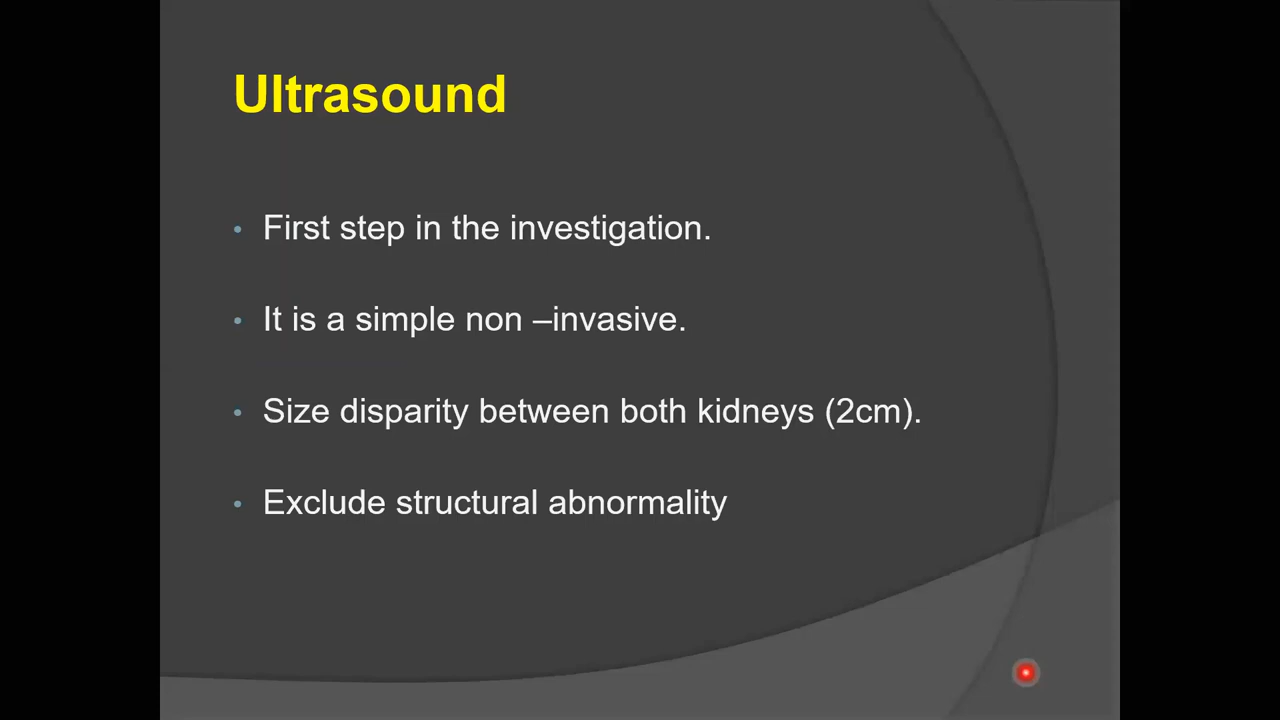 Ultrasound
• First step in the investigation.
• It is a simple non –invasive.
• Size disparity between both kidneys (2cm).
• Exclude structural abnormality